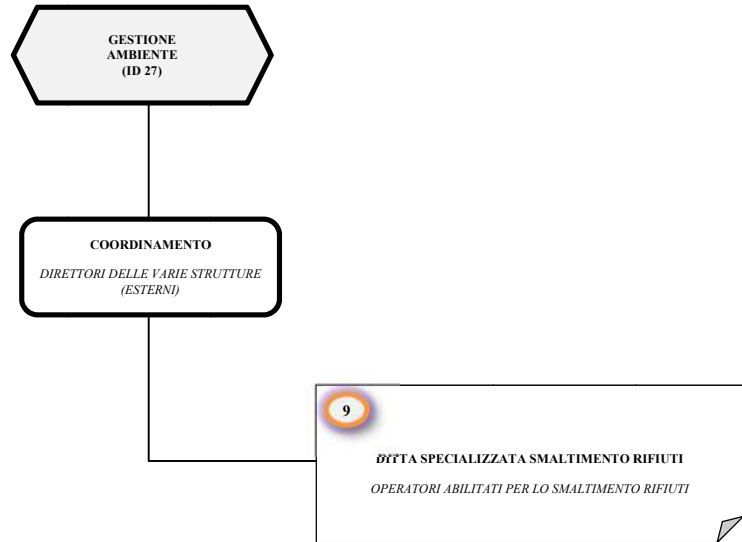 GESTIONE
AMBIENTE
(ID 27)
COORDINAMENTO
DIRETTORI DELLE VARIE STRUTTURE
(ESTERNI)
9
DITTA SPECIALIZZATA SMALTIMENTO RIFIUTI
OPERATORI ABILITATI PER LO SMALTIMENTO RIFIUTI